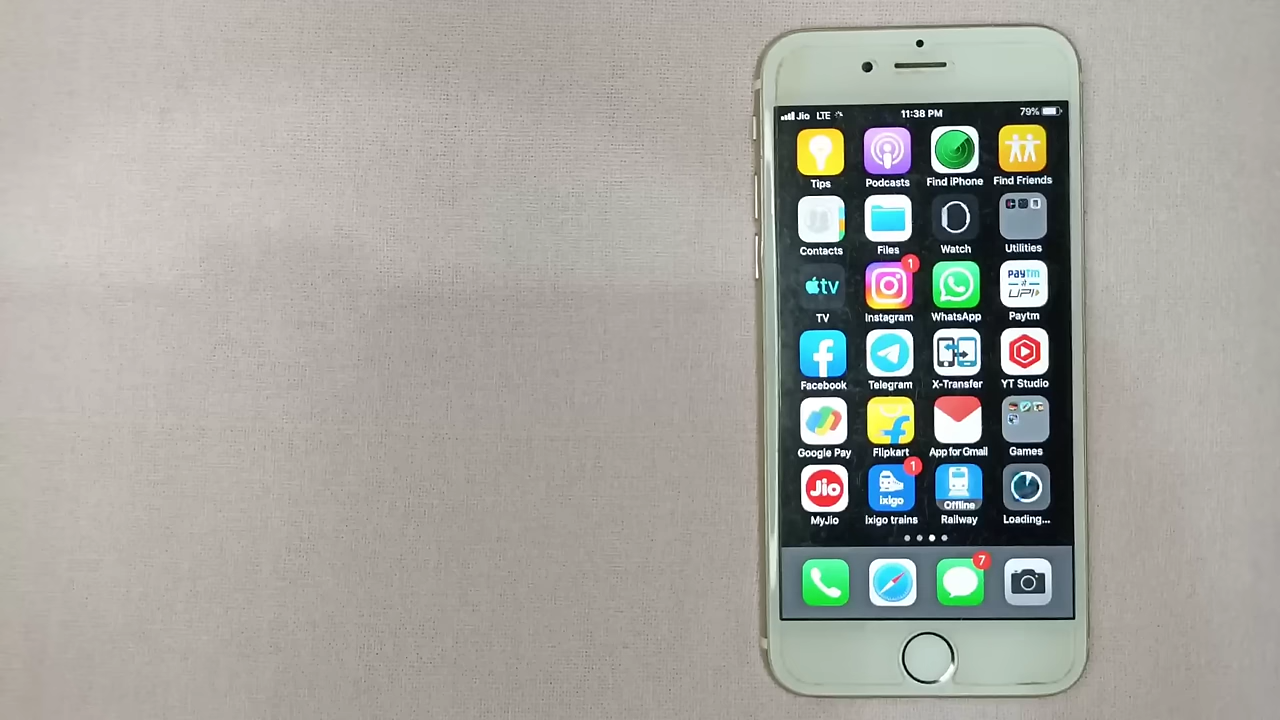 Jio LTE 11:38 PM 79%
Tips Podcasts Find iPhone Find Friends
Contacts Files Watch Utilities
tv
1
Paytm
UPI
TV Instagram WhatsApp Paytm
Facebook Telegram X-Transfer YT Studio
Google Pay Flipkart App for Gmail Games
1
Jio ixigo Offline
MyJio Ixigo trains Railway Loading...
7